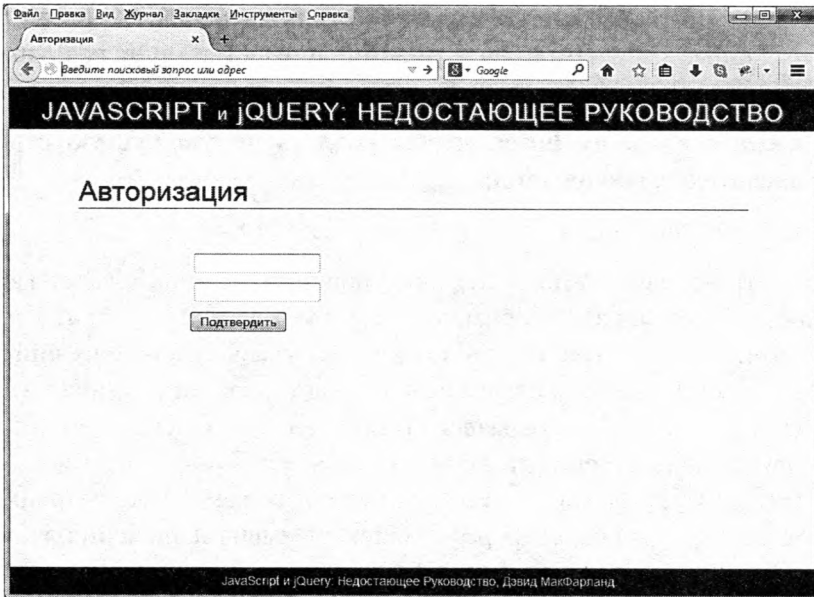 Файл Правка Вид Журнал Закладки Инструменты Справка
Авторизация × +
Введите поисковый запрос или адрес
Google
JAVASCRIPT и jQUERY: НЕДОСТАЮЩЕЕ РУКОВОДСТВО
Авторизация
Подтвердить
JavaScript и jQuery: Недостающее Руководство, Дэвид МакФарланд